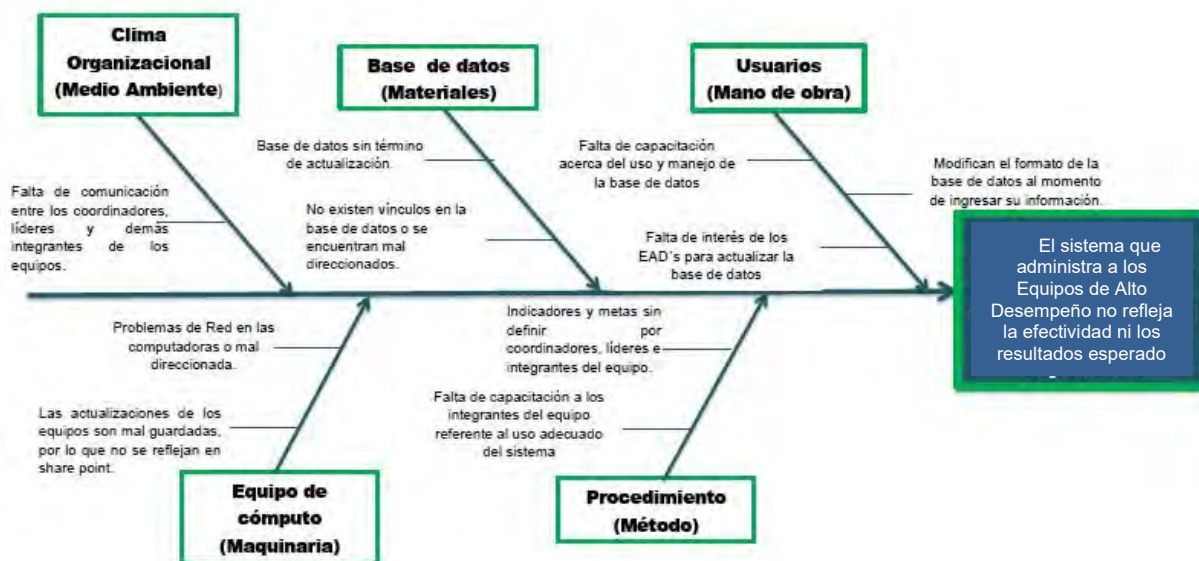 Clima
Organizacional
(Medio Ambiente)
Base de datos
(Materiales)
Usuarios
(Mano de obra)
Base de datos sin término
de actualización.
Falta de capacitación
acerca del uso y manejo de
la base de datos
Modifican el formato de la
base de datos al momento
de ingresar su información.
Falta de comunicación
entre los coordinadores,
líderes y demás
integrantes de los
equipos.
No existen vínculos en la
base de datos o se
encuentran mal
direccionados.
Falta de interés de los
EAD´s para actualizar la
base de datos
El sistema que
administra a los
Equipos de Alto
Desempeño no refleja
la efectividad ni los
resultados esperado
Problemas de Red en las
computadoras o mal
direccionada.
Indicadores y metas sin
definir por
coordinadores, líderes e
integrantes del equipo.
Las actualizaciones de los
equipos son mal guardadas,
por lo que no se reflejan en
share point.
Falta de capacitación a los
integrantes del equipo
referente al uso adecuado
del sistema
Equipo de
cómputo
(Maquinaria)
Procedimiento
(Método)